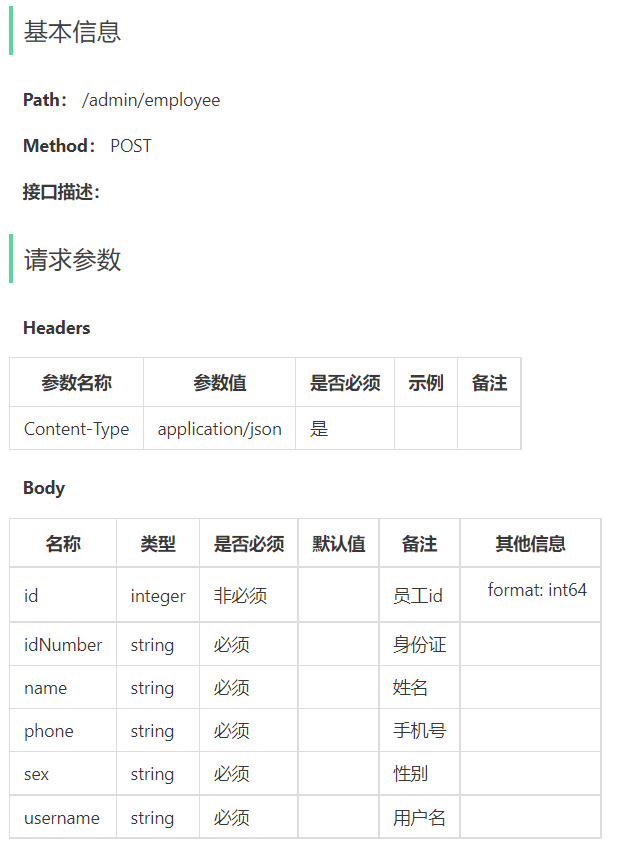 基本信息
Path： /admin/employee
Method： POST
接口描述：
请求参数
Headers
参数名称 参数值 是否必须 示例 备注
Content-Type application/json 是
Body
名称 类型 是否必须 默认值 备注 其他信息
id integer 非必须 员工id format: int64
idNumber string 必须 身份证
name string 必须 姓名
phone string 必须 手机号
sex string 必须 性别
username string 必须 用户名